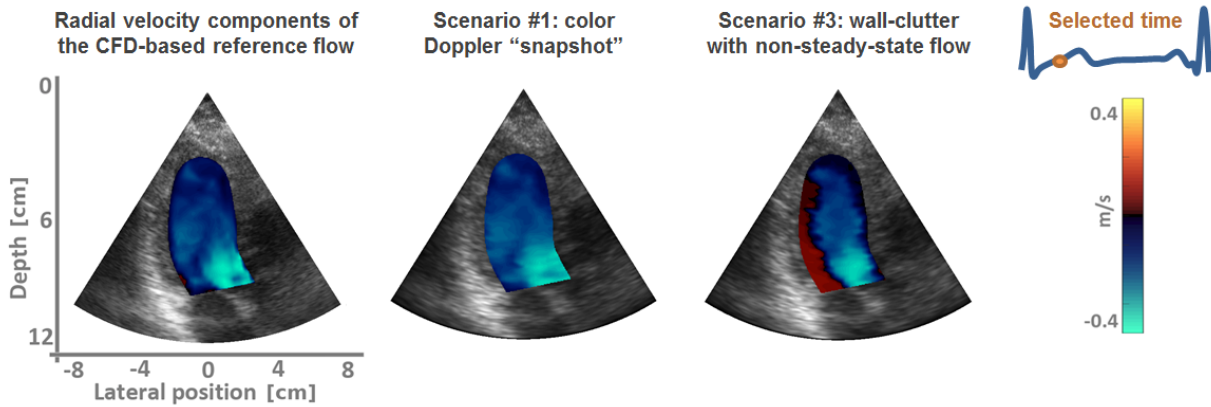 Radial velocity components of
the CFD-based reference flow
Scenario #1: color
Doppler “snapshot”
Scenario #3: wall-clutter
with non-steady-state flow
Selected time
0
6
12
Depth [cm]
-8
-4
0
4
8
Lateral position [cm]
0.4
m/s
-0.4